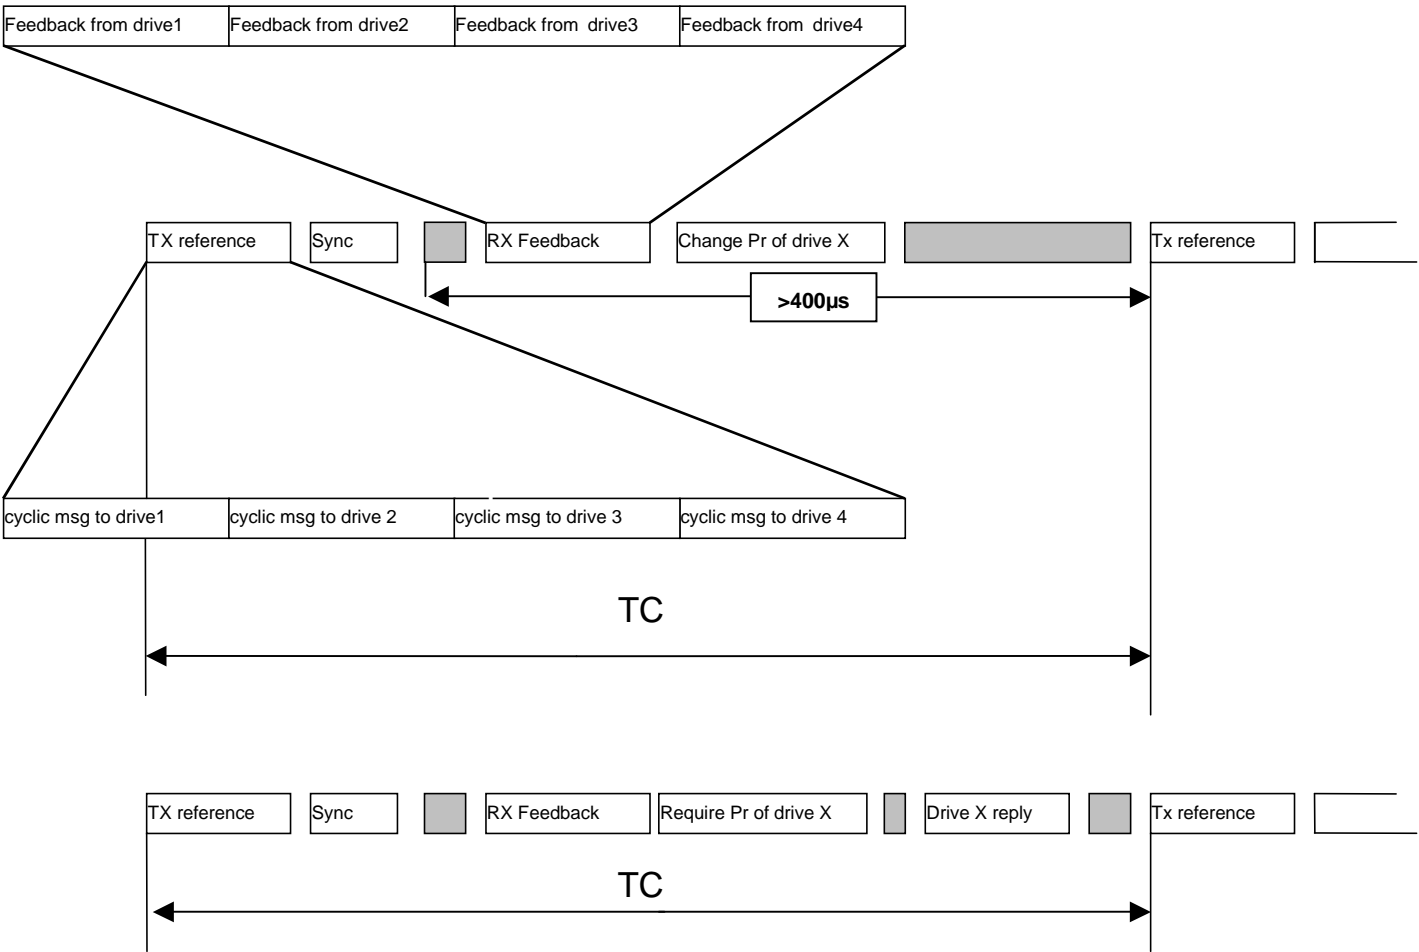 Feedback from drive1 Feedback from drive2 Feedback from drive3 Feedback from drive4
TX reference Sync RX Feedback Change Pr of drive X Tx reference
>400µs
cyclic msg to drive1 cyclic msg to drive 2 cyclic msg to drive 3 cyclic msg to drive 4
TC
TX reference Sync RX Feedback Require Pr of drive X Drive X reply Tx reference
TC